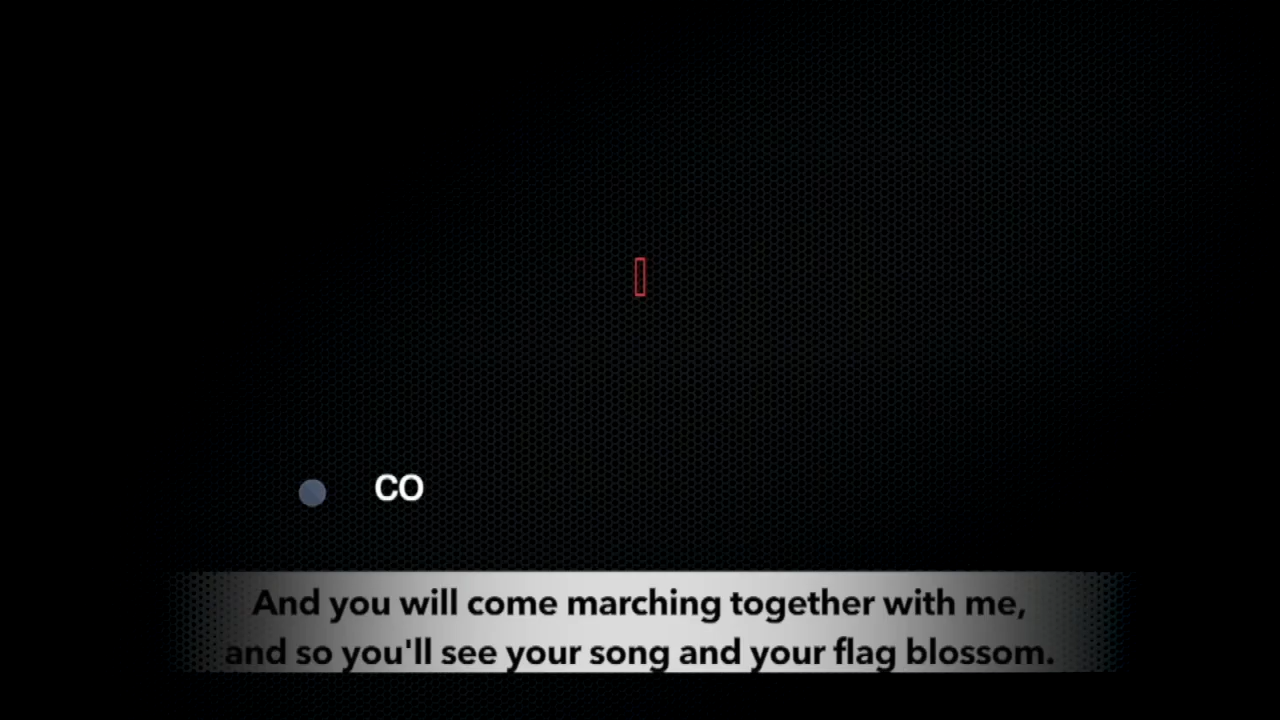 CO
And you will come marching together with me,
and so you'll see your song and your flag blossom.